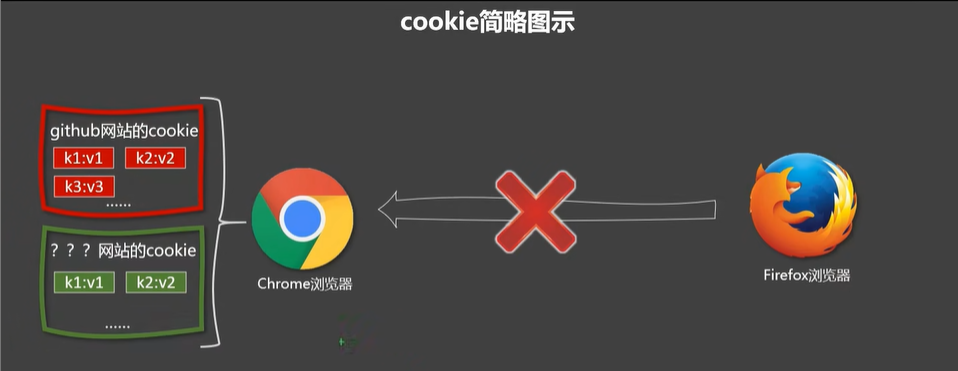 cookie简略图示
github网站的cookie
k1:v1 k2:v2
k3:v3
......
？？？网站的cookie
k1:v1 k2:v2
......
Chrome浏览器
Firefox浏览器